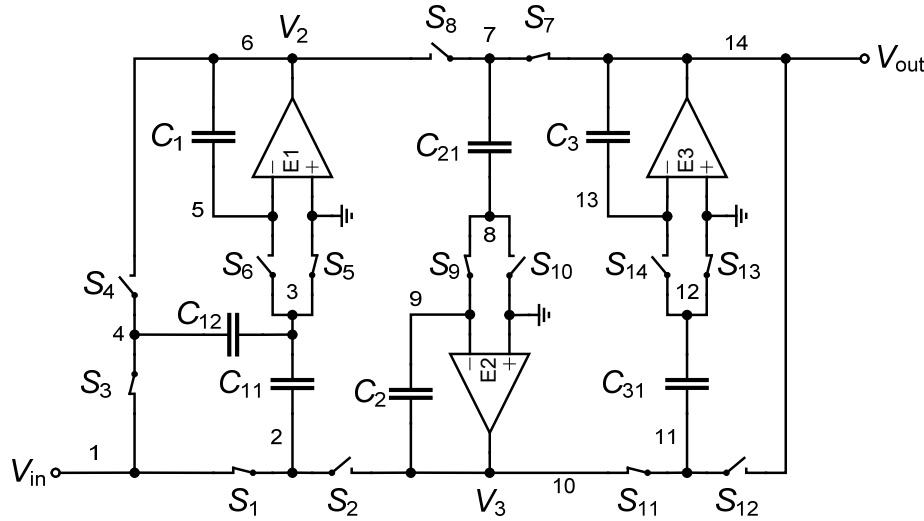 S8 S7
6 V2 7 14
Vout
C1 E1 − + C21 C3 E3 − +
5 13
8
S6 S5 S9 S10 S14 S13
S4 3 9 12
4 C12
− E2 +
S3 C11 C2 C31
1 2 11
Vin
S1 S2 V3 10 S11 S12